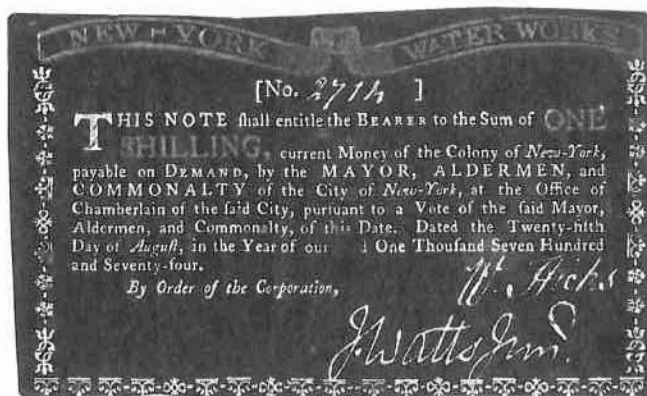 NEW-YORK WATER WORKS
[No. 2714 ]
THIS NOTE ſhall entitle the BEARER to the Sum of ONE
SHILLING, current Money of the Colony of New-York,
payable on DEMAND, by the MAYOR, ALDERMEN, and
COMMONALTY of the City of New-York, at the Office of
Chamberlain of the ſaid City, purſuant to a Vote of the ſaid Mayor,
Aldermen, and Commonalty, of this Date. Dated the Twenty-fifth
Day of Auguſt, in the Year of our One Thouſand Seven Hundred
and Seventy-four.
By Order of the Corporation,
W. Hicks
J. Watts Junr.